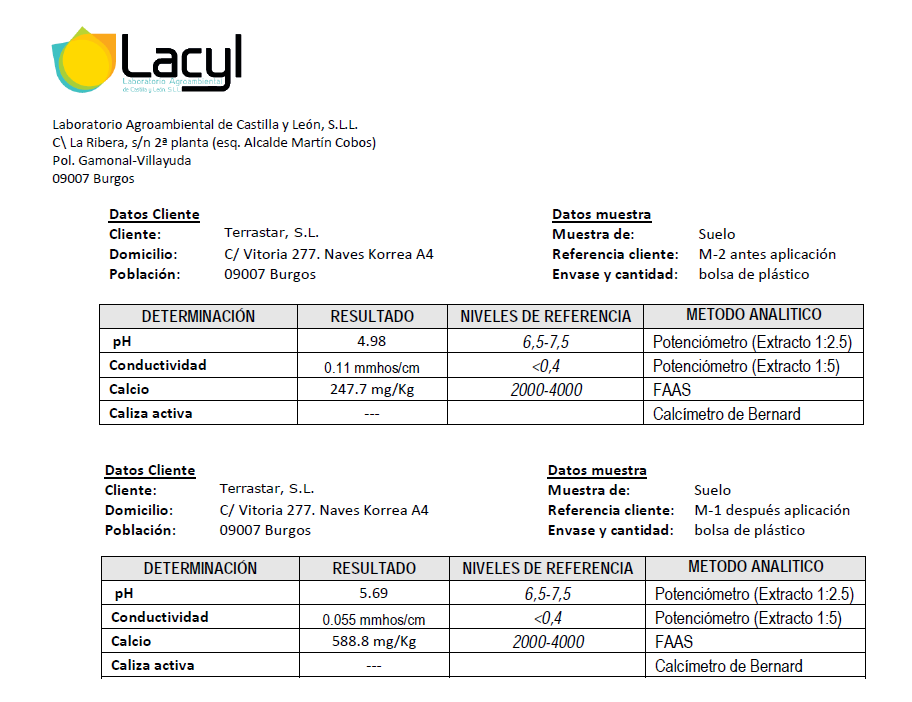 Lacyl
Laboratorio Agroambiental
de Castilla y León, S.L.L.
Laboratorio Agroambiental de Castilla y León, S.L.L.
C\ La Ribera, s/n 2ª planta (esq. Alcalde Martín Cobos)
Pol. Gamonal-Villayuda
09007 Burgos
Datos Cliente Datos muestra
Cliente: Terrastar, S.L. Muestra de: Suelo
Domicilio: C/ Vitoria 277. Naves Korrea A4 Referencia cliente: M-2 antes aplicación
Población: 09007 Burgos Envase y cantidad: bolsa de plástico
DETERMINACIÓN RESULTADO NIVELES DE REFERENCIA METODO ANALITICO
pH 4.98 6,5-7,5 Potenciómetro (Extracto 1:2.5)
Conductividad 0.11 mmhos/cm <0,4 Potenciómetro (Extracto 1:5)
Calcio 247.7 mg/Kg 2000-4000 FAAS
Caliza activa --- Calcímetro de Bernard
Datos Cliente Datos muestra
Cliente: Terrastar, S.L. Muestra de: Suelo
Domicilio: C/ Vitoria 277. Naves Korrea A4 Referencia cliente: M-1 después aplicación
Población: 09007 Burgos Envase y cantidad: bolsa de plástico
DETERMINACIÓN RESULTADO NIVELES DE REFERENCIA METODO ANALITICO
pH 5.69 6,5-7,5 Potenciómetro (Extracto 1:2.5)
Conductividad 0.055 mmhos/cm <0,4 Potenciómetro (Extracto 1:5)
Calcio 588.8 mg/Kg 2000-4000 FAAS
Caliza activa --- Calcímetro de Bernard